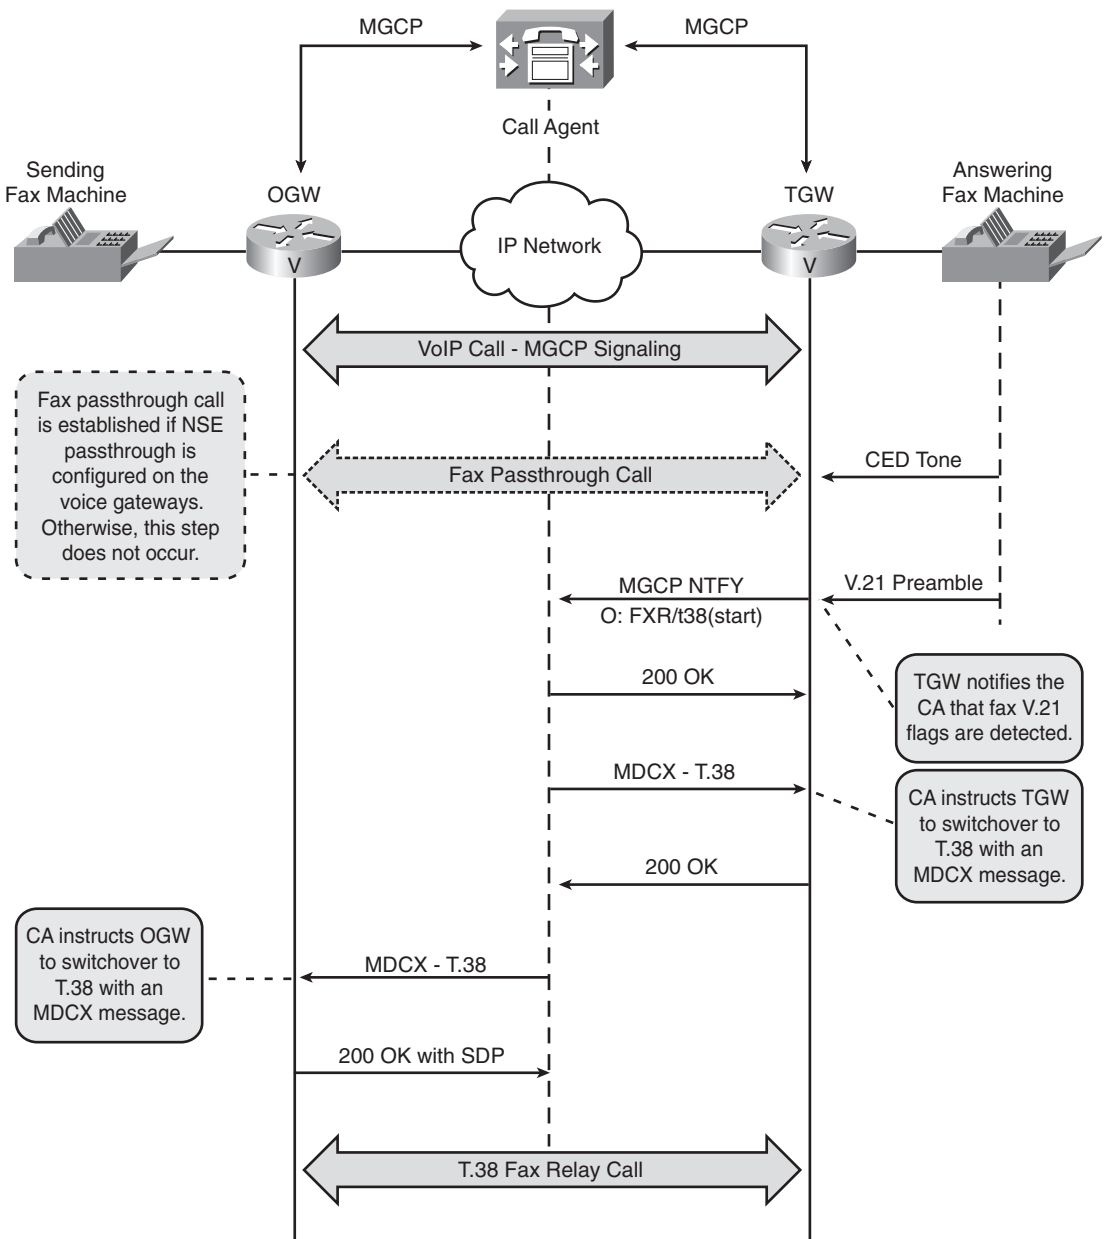 MGCP
MGCP
Call Agent
Sending
Fax Machine
OGW
TGW
Answering
Fax Machine
IP Network
V
V
VoIP Call - MGCP Signaling
Fax passthrough call
is established if NSE
passthrough is
configured on the
voice gateways.
Otherwise, this step
does not occur.
Fax Passthrough Call
CED Tone
MGCP NTFY
O: FXR/t38(start)
V.21 Preamble
TGW notifies the
CA that fax V.21
flags are detected.
200 OK
MDCX - T.38
CA instructs TGW
to switchover to
T.38 with an
MDCX message.
200 OK
CA instructs OGW
to switchover to
T.38 with an
MDCX message.
MDCX - T.38
200 OK with SDP
T.38 Fax Relay Call